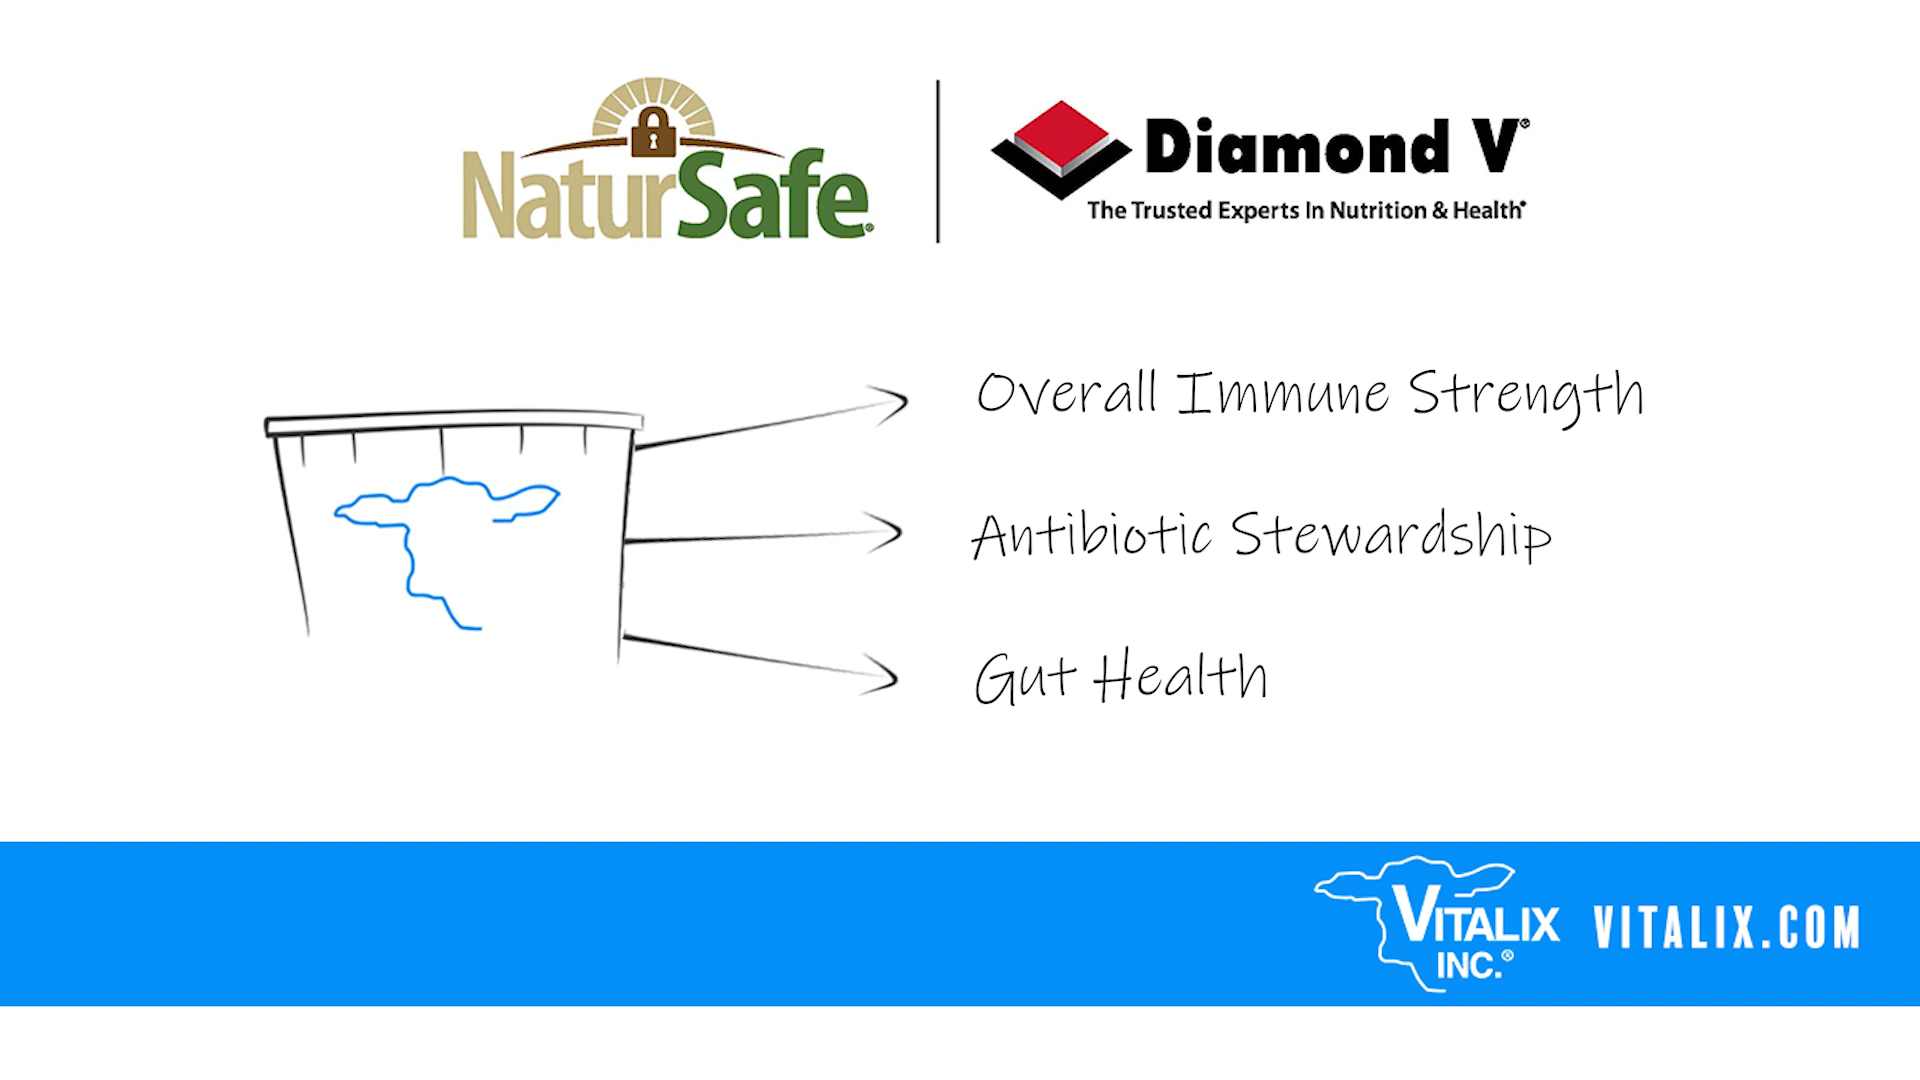 NaturSafe®
Diamond V®
The Trusted Experts In Nutrition & Health®
Overall Immune Strength
Antibiotic Stewardship
Gut Health
VITALIX
INC.®
VITALIX.COM